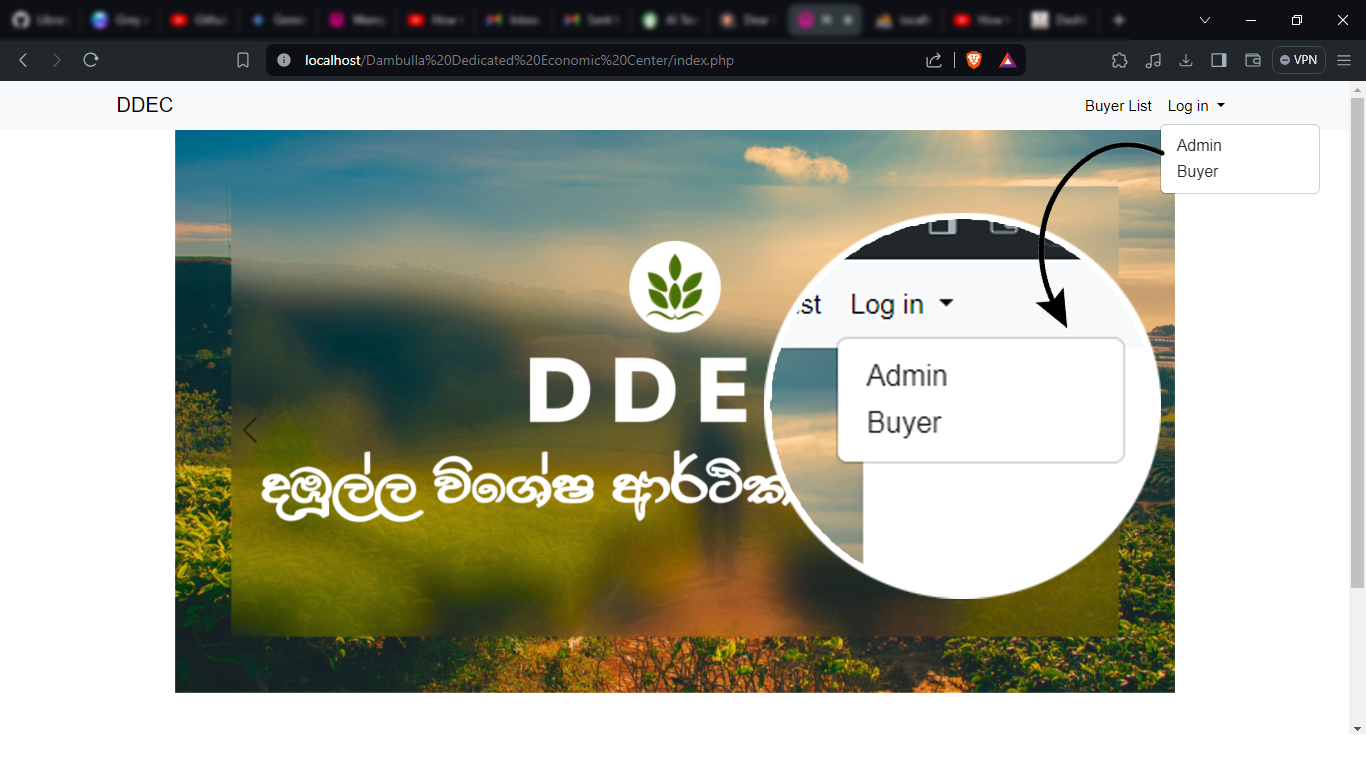 localhost/Dambulla%20Dedicated%20Economic%20Center/index.php
VPN
DDEC
Buyer List
Log in
Admin
Buyer
DDE
දඹුල්ල විශේෂ ආර්ථික
st
Log in
Admin
Buyer